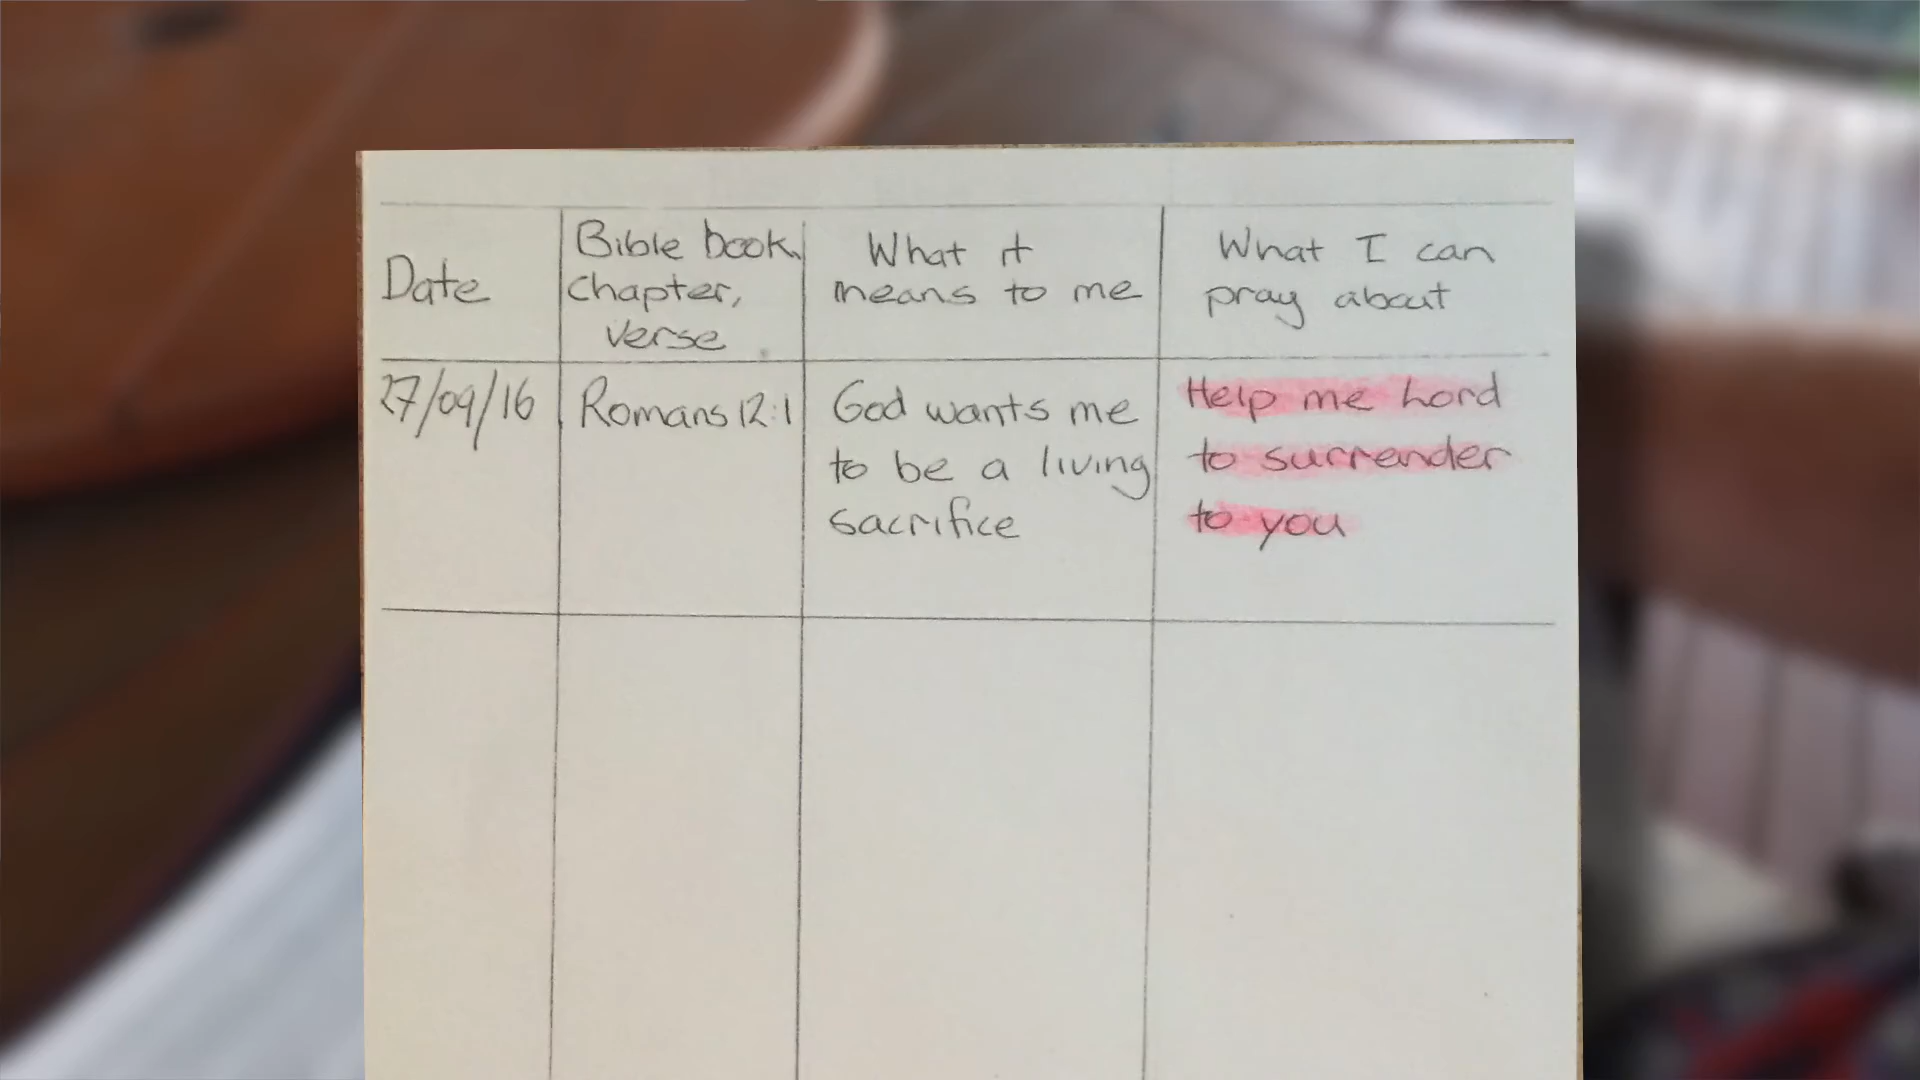 Date
Bible book,
chapter,
verse
What it
means to me
What I can
pray about
27/09/16
Romans 12:1
God wants me
to be a living
sacrifice
Help me Lord
to surrender
to you